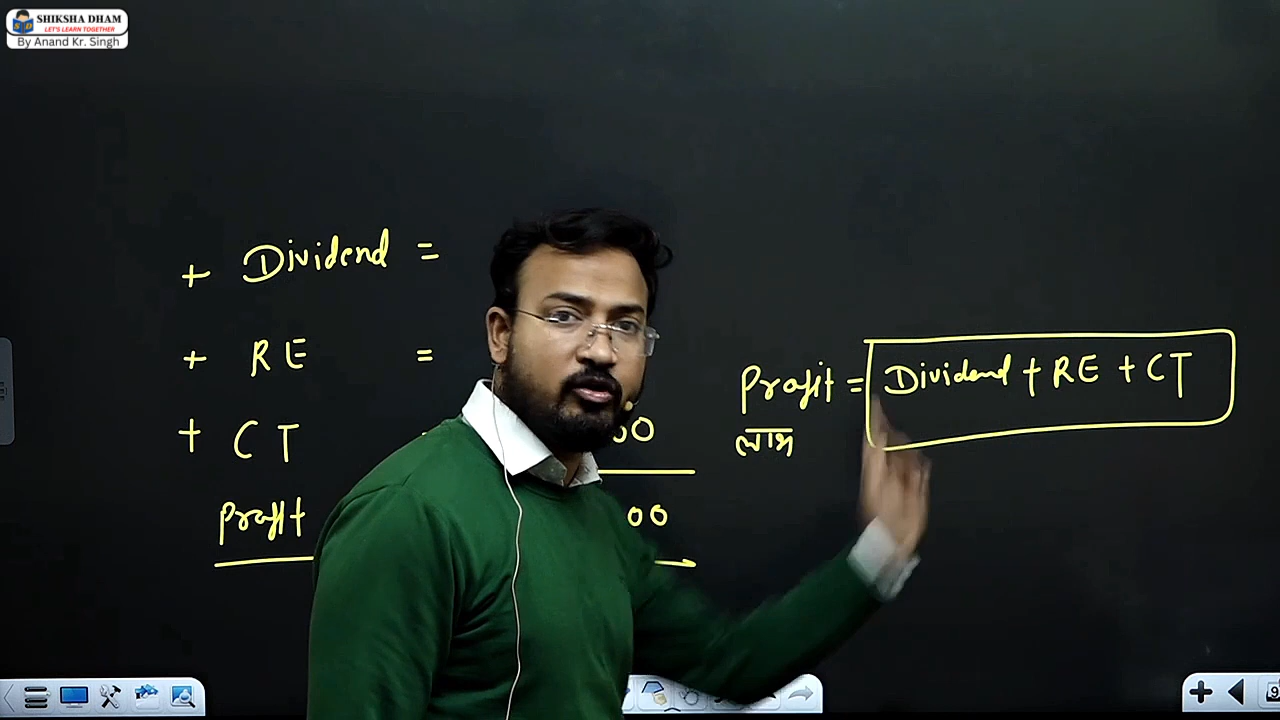 SHIKSHA DHAM
LET'S LEARN TOGETHER
By Anand Kr. Singh
+ Dividend =
+ RE =
+ CT 00
Profit 00
Profit = Dividend + RE + CT
लाभ